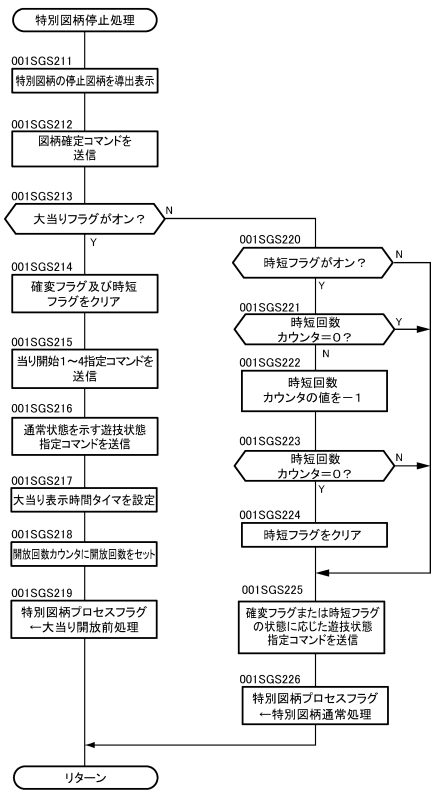 特別図柄停止処理
001SGS211
特別図柄の停止図柄を導出表示
001SGS212
図柄確定コマンドを
送信
001SGS213
大当りフラグがオン？
N
Y
001SGS214
確変フラグ及び時短
フラグをクリア
001SGS215
当り開始1～4指定コマンドを
送信
001SGS216
通常状態を示す遊技状態
指定コマンドを送信
001SGS217
大当り表示時間タイマを設定
001SGS218
開放回数カウンタに開放回数をセット
001SGS219
特別図柄プロセスフラグ
←大当り開放前処理
001SGS220
時短フラグがオン？
N
Y
001SGS221
時短回数
カウンタ＝0？
Y
N
001SGS222
時短回数
カウンタの値を－1
001SGS223
時短回数
カウンタ＝0？
N
Y
001SGS224
時短フラグをクリア
001SGS225
確変フラグまたは時短フラグ
の状態に応じた遊技状態
指定コマンドを送信
001SGS226
特別図柄プロセスフラグ
←特別図柄通常処理
リターン